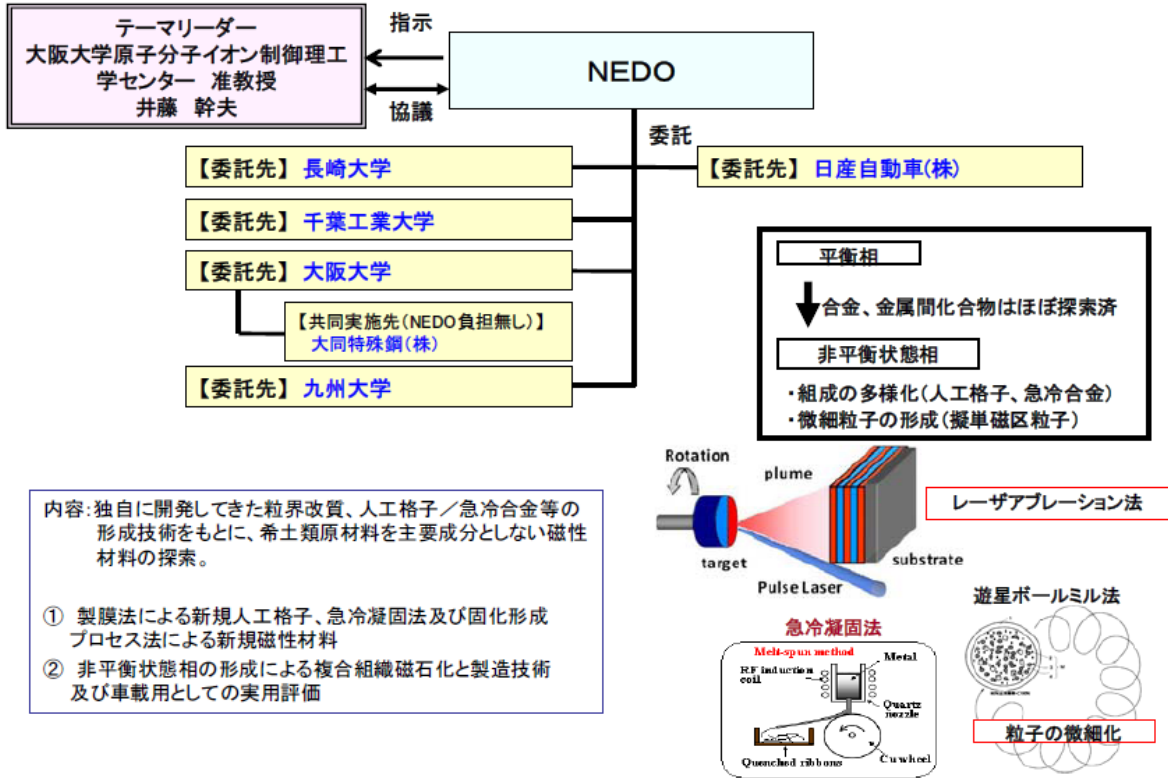 テーマリーダー
大阪大学原子分子イオン制御理工
学センター 准教授
井藤 幹夫
指示
協議
NEDO
委託
【委託先】 長崎大学
【委託先】 日産自動車(株)
【委託先】 千葉工業大学
【委託先】 大阪大学
【共同実施先(NEDO負担無し)】
大同特殊鋼(株)
【委託先】 九州大学
平衡相
合金、金属間化合物はほぼ探索済
非平衡状態相
・組成の多様化(人工格子、急冷合金)
・微細粒子の形成(擬単磁区粒子)
内容:独自に開発してきた粒界改質、人工格子/急冷合金等の
形成技術をもとに、希土類原材料を主要成分としない磁性
材料の探索。
① 製膜法による新規人工格子、急冷凝固法及び固化形成
プロセス法による新規磁性材料
② 非平衡状態相の形成による複合組織磁石化と製造技術
及び車載用としての実用評価
Rotation
plume
target
substrate
Pulse Laser
レーザアブレーション法
急冷凝固法
Melt-spun method
RF induction
coil
Metal
Quartz
nozzle
Cu wheel
Quenched ribbons
遊星ボールミル法
粒子の微細化